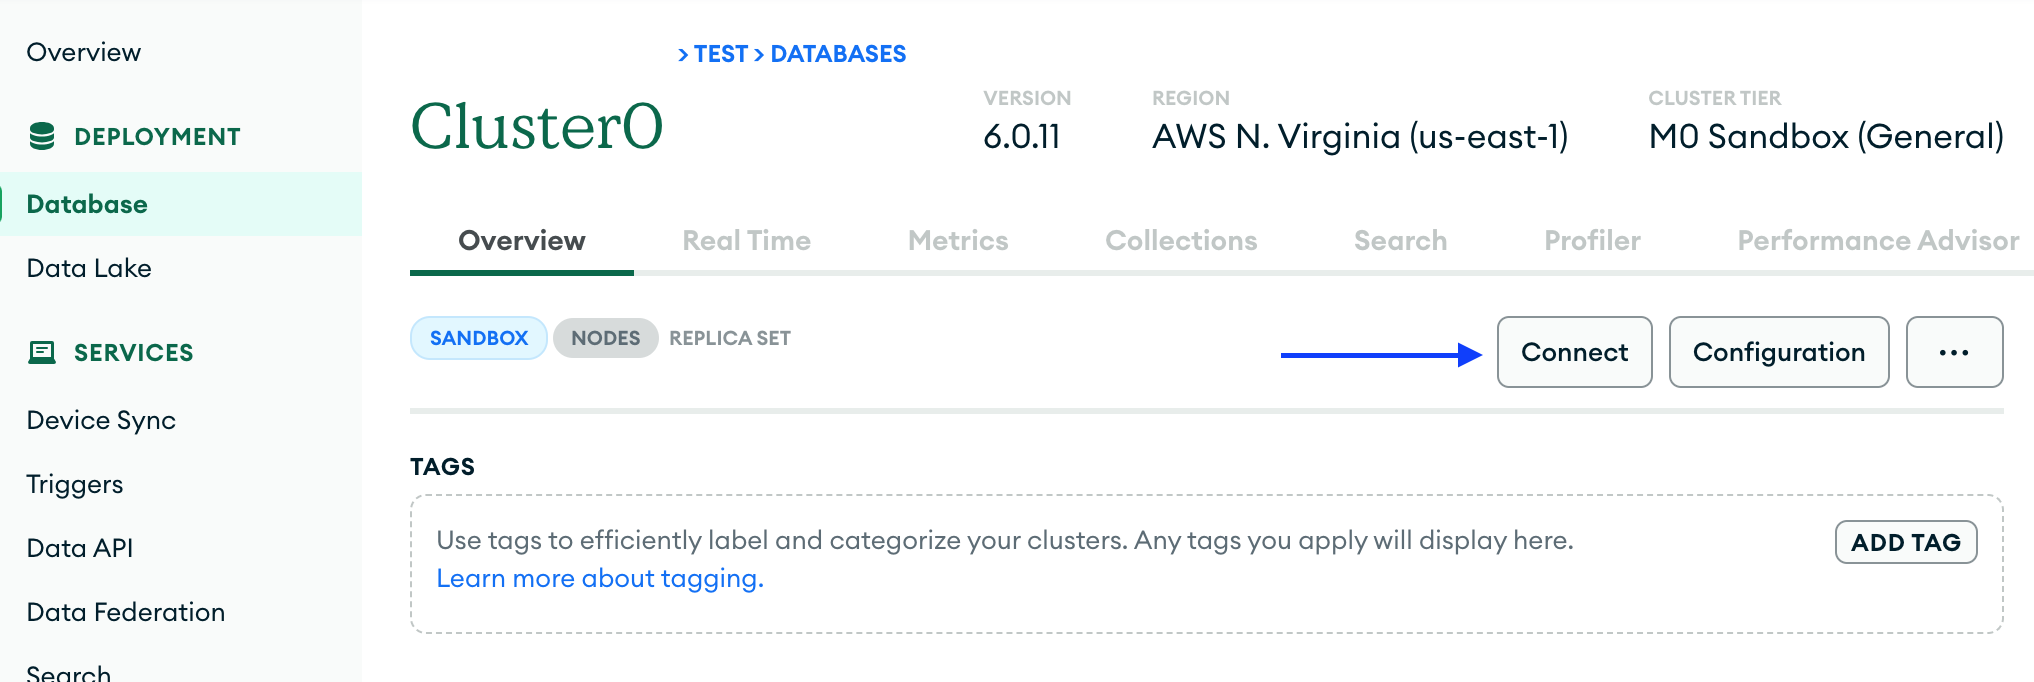 Overview
DEPLOYMENT
Database
Data Lake
SERVICES
Device Sync
Triggers
Data API
Data Federation
Search
> TEST > DATABASES
Cluster0
VERSION
6.0.11
REGION
AWS N. Virginia (us-east-1)
CLUSTER TIER
M0 Sandbox (General)
Overview Real Time Metrics Collections Search Profiler Performance Advisor
SANDBOX NODES REPLICA SET
Connect Configuration ...
TAGS
Use tags to efficiently label and categorize your clusters. Any tags you apply will display here.
Learn more about tagging.
ADD TAG